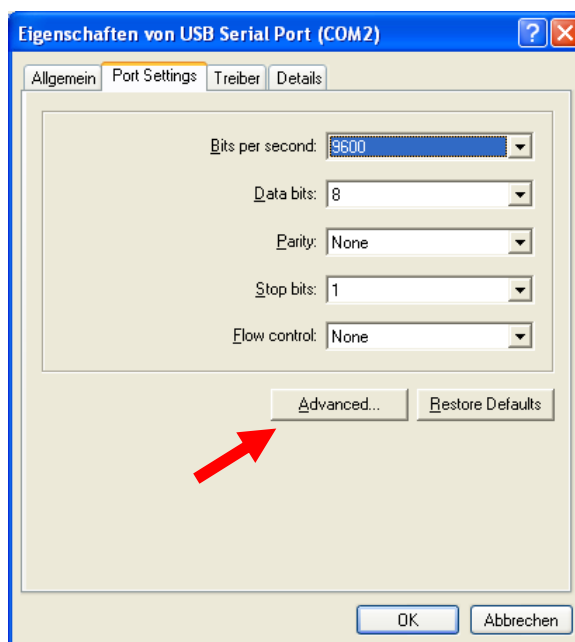 Eigenschaften von USB Serial Port (COM2)
Allgemein Port Settings Treiber Details
Bits per second: 9600
Data bits: 8
Parity: None
Stop bits: 1
Flow control: None
Advanced... Restore Defaults
OK Abbrechen